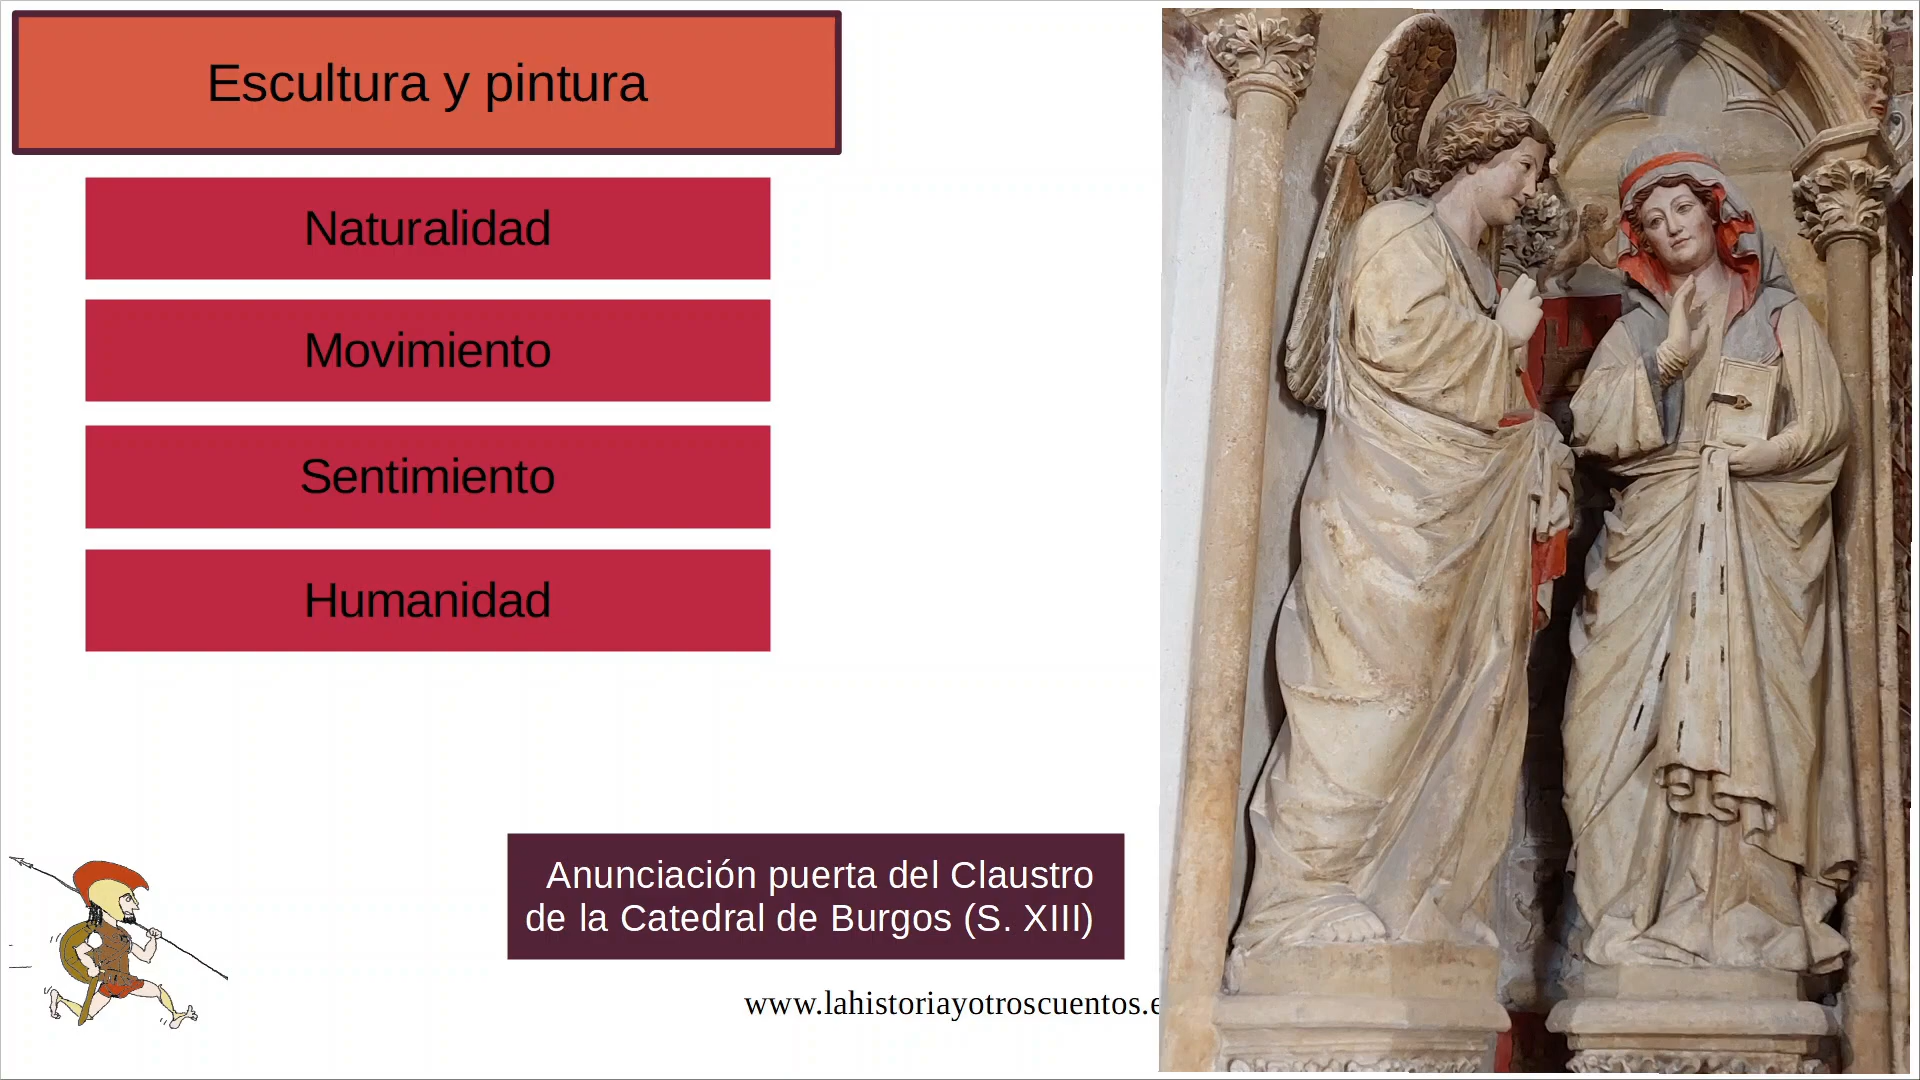 Escultura y pintura
Naturalidad
Movimiento
Sentimiento
Humanidad
Anunciación puerta del Claustro
de la Catedral de Burgos (S. XIII)
www.lahistoriayotroscuentos.e